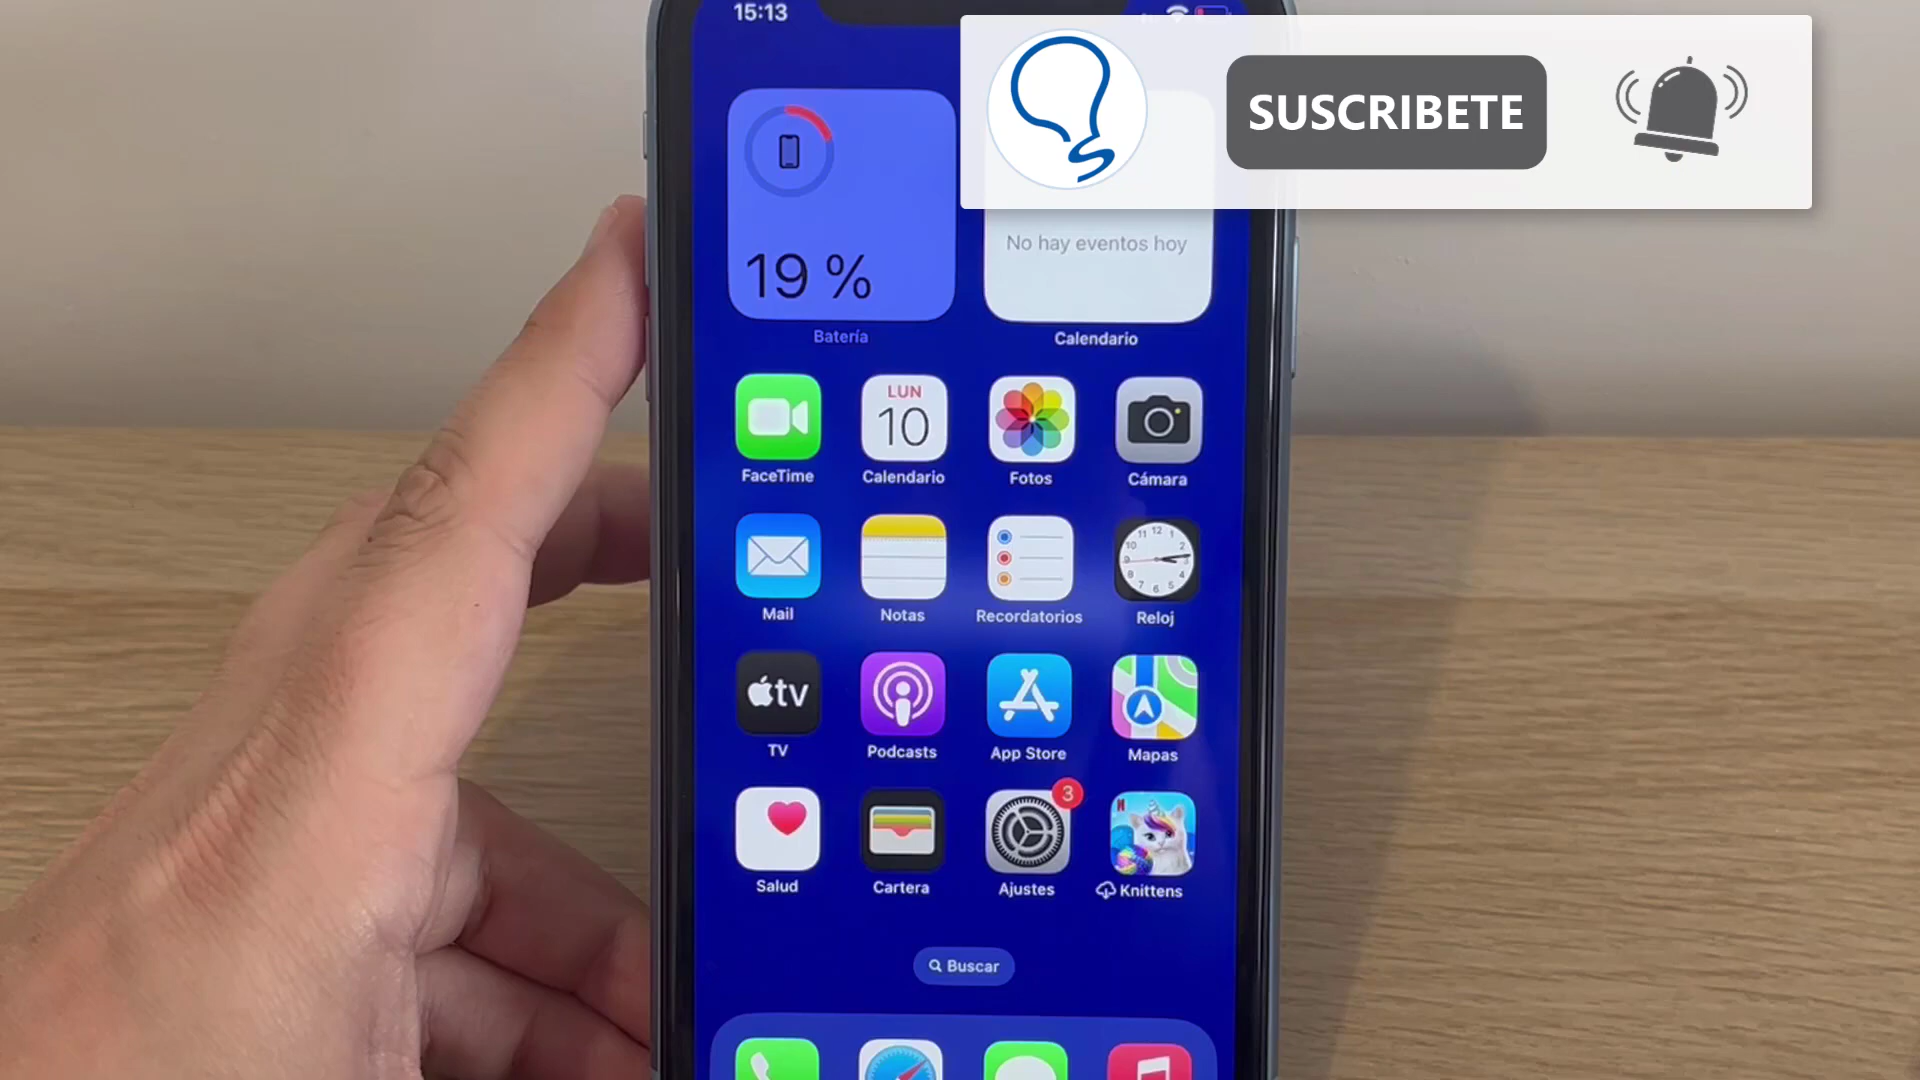 15:13
SUSCRIBETE
19 %
No hay eventos hoy
Batería
Calendario
LUN
10
FaceTime
Calendario
Fotos
Cámara
Mail
Notas
Recordatorios
Reloj
tv
TV
Podcasts
App Store
Mapas
3
N
Salud
Cartera
Ajustes
Knittens
Buscar